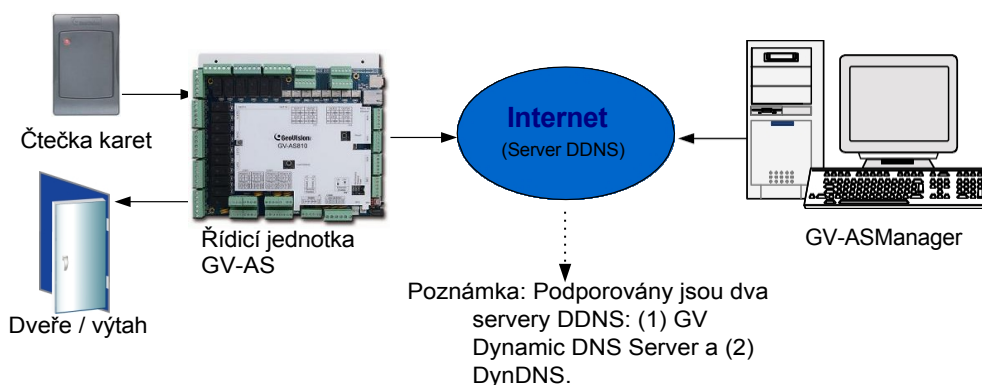 Čtečka karet
GeoVision
GV-AS810
Řídicí jednotka
GV-AS
Dveře / výtah
Internet
(Server DDNS)
GV-ASManager
Poznámka: Podporovány jsou dva
servery DDNS: (1) GV
Dynamic DNS Server a (2)
DynDNS.